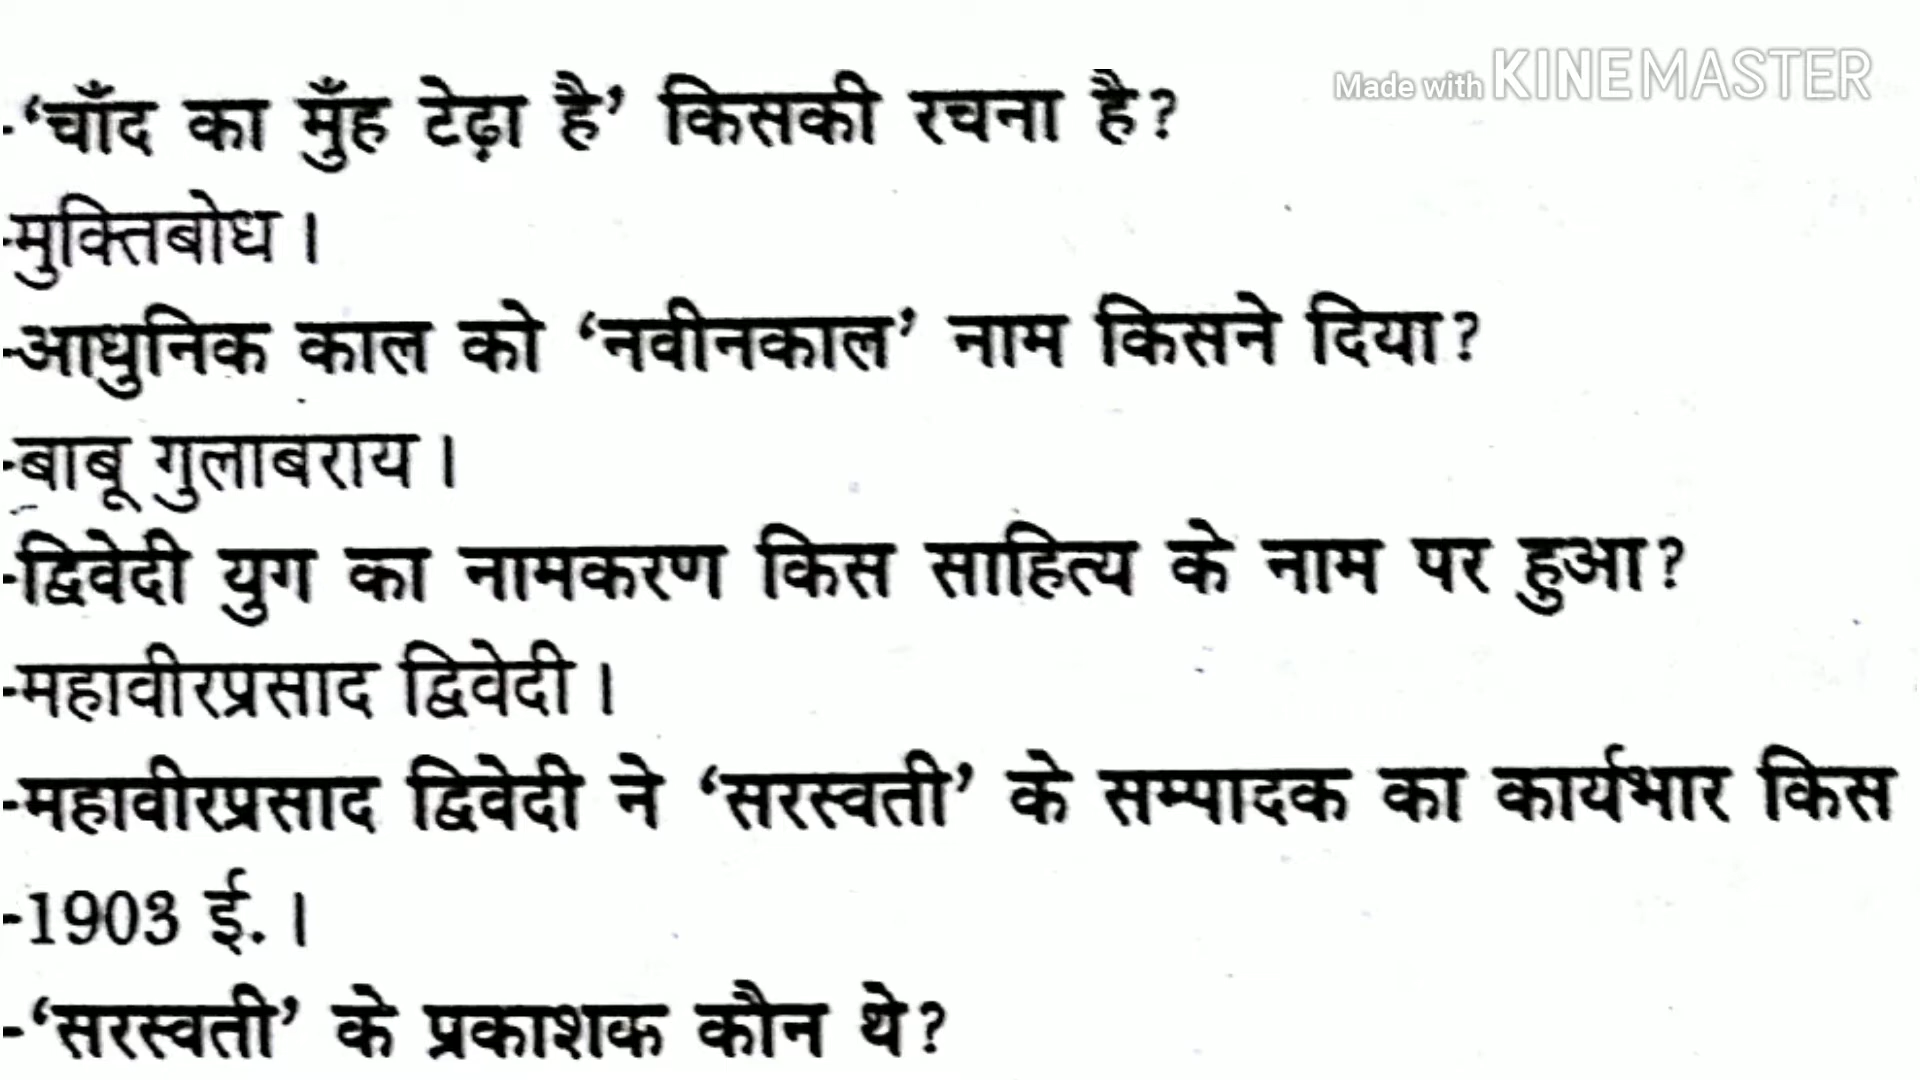 Made with KINEMASTER
-‘चाँद का मुँह टेढ़ा है’ किसकी रचना है?
-मुक्तिबोध।
-आधुनिक काल को ‘नवीनकाल’ नाम किसने दिया?
-बाबू गुलाबराय।
-द्विवेदी युग का नामकरण किस साहित्य के नाम पर हुआ?
-महावीरप्रसाद द्विवेदी।
-महावीरप्रसाद द्विवेदी ने ‘सरस्वती’ के सम्पादक का कार्यभार किस
-1903 ई.।
-‘सरस्वती’ के प्रकाशक कौन थे?